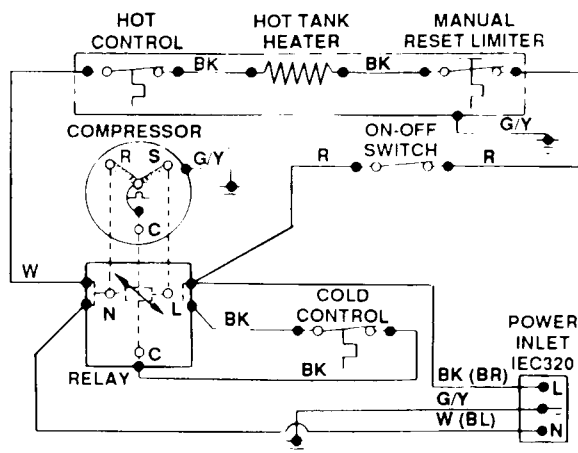 HOT CONTROL
HOT TANK HEATER
MANUAL RESET LIMITER
BK
BK
G/Y
COMPRESSOR
ON-OFF SWITCH
R S
G/Y
R
R
C
W
N L
COLD CONTROL
BK
C
BK
RELAY
POWER INLET IEC320
BK (BR)
L
G/Y
W (BL)
N